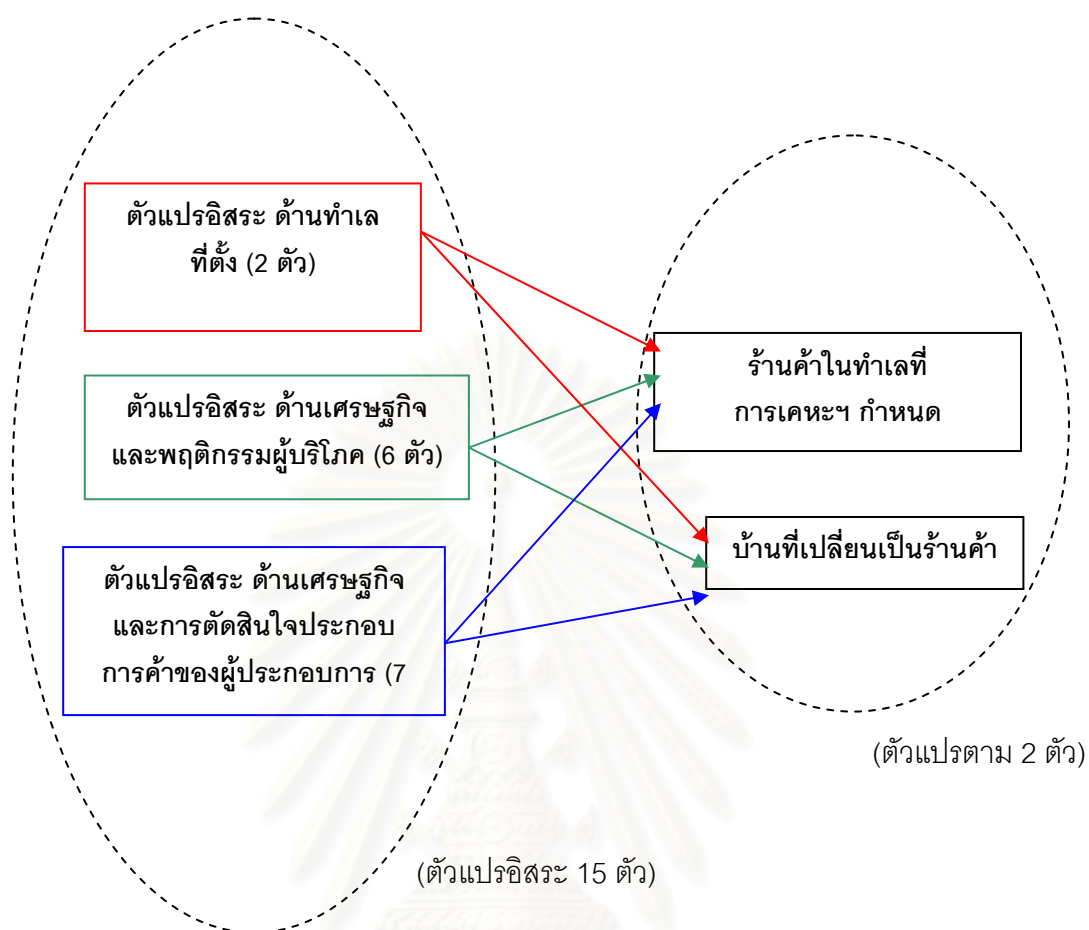 ตัวแปรอิสระ ด้านทำเล
ที่ตั้ง (2 ตัว)
ตัวแปรอิสระ ด้านเศรษฐกิจ
และพฤติกรรมผู้บริโภค (6 ตัว)
ตัวแปรอิสระ ด้านเศรษฐกิจ
และการตัดสินใจประกอบ
การค้าของผู้ประกอบการ (7
ร้านค้าในทำเลที่
การเคหะฯ กำหนด
บ้านที่เปลี่ยนเป็นร้านค้า
(ตัวแปรตาม 2 ตัว)
(ตัวแปรอิสระ 15 ตัว)